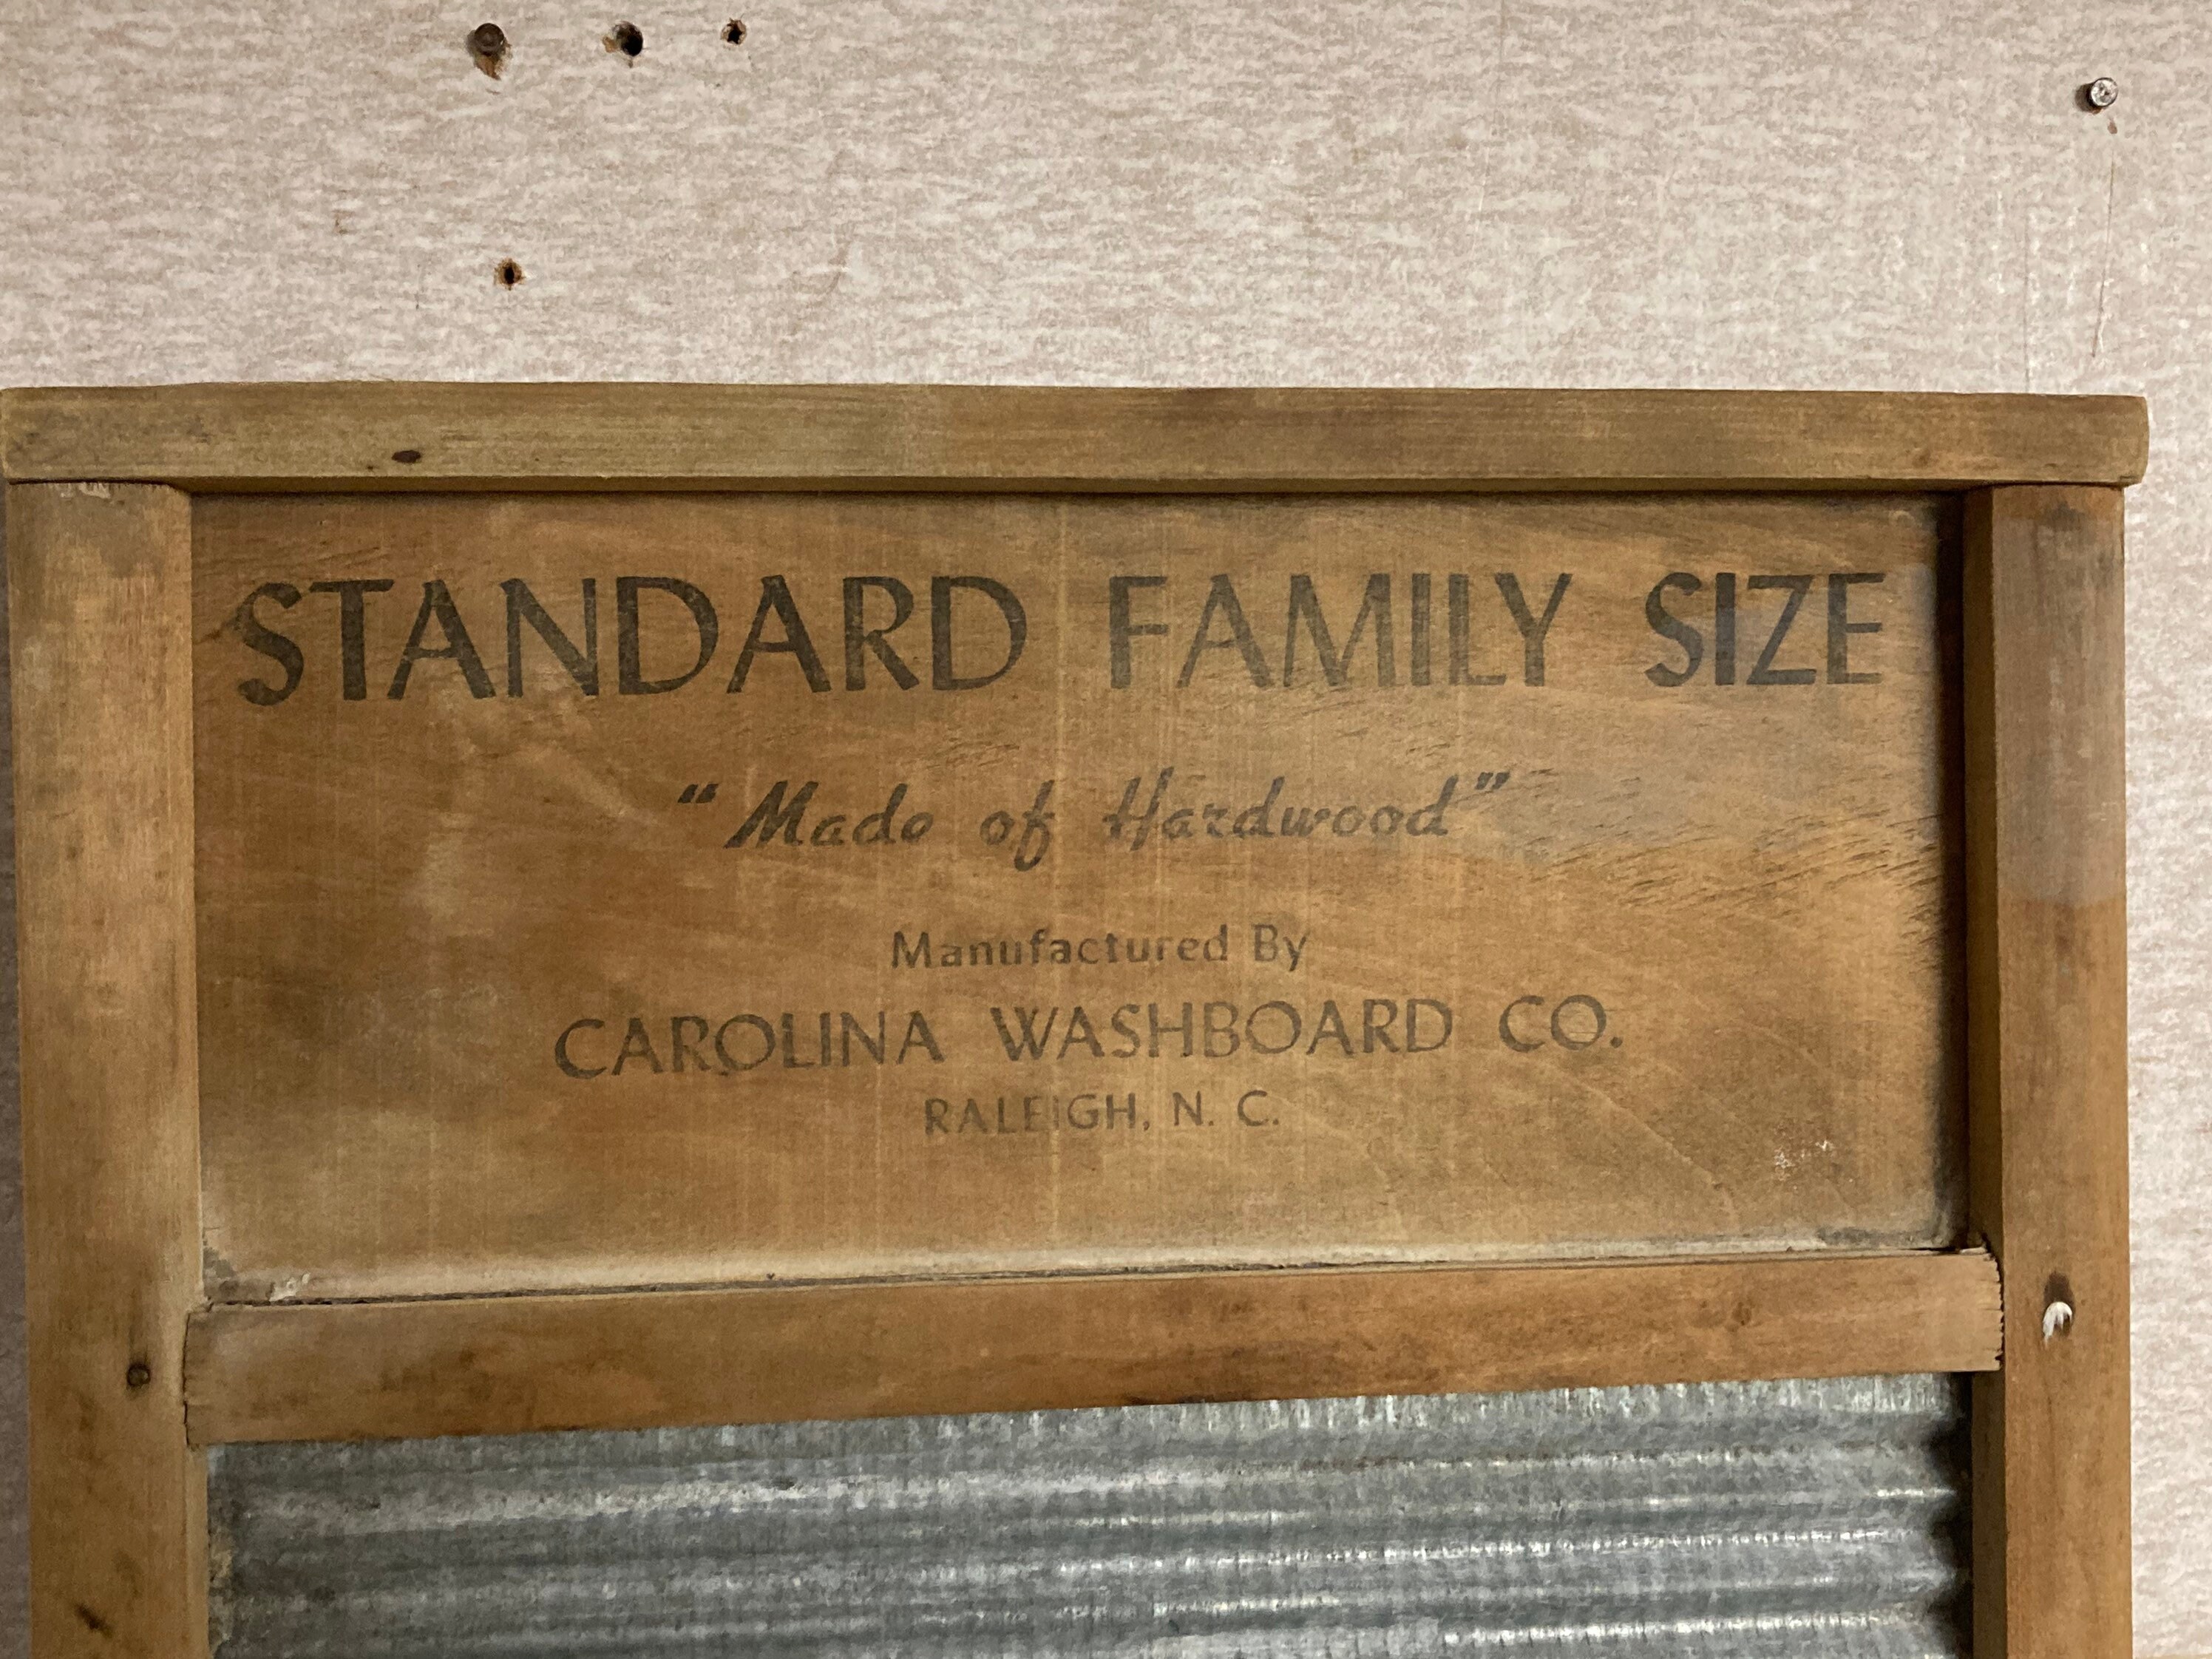 STANDARD FAMILY SIZE
"Made of Hardwood"
Manufactured By
CAROLINA WASHBOARD CO.
RALEIGH, N. C.